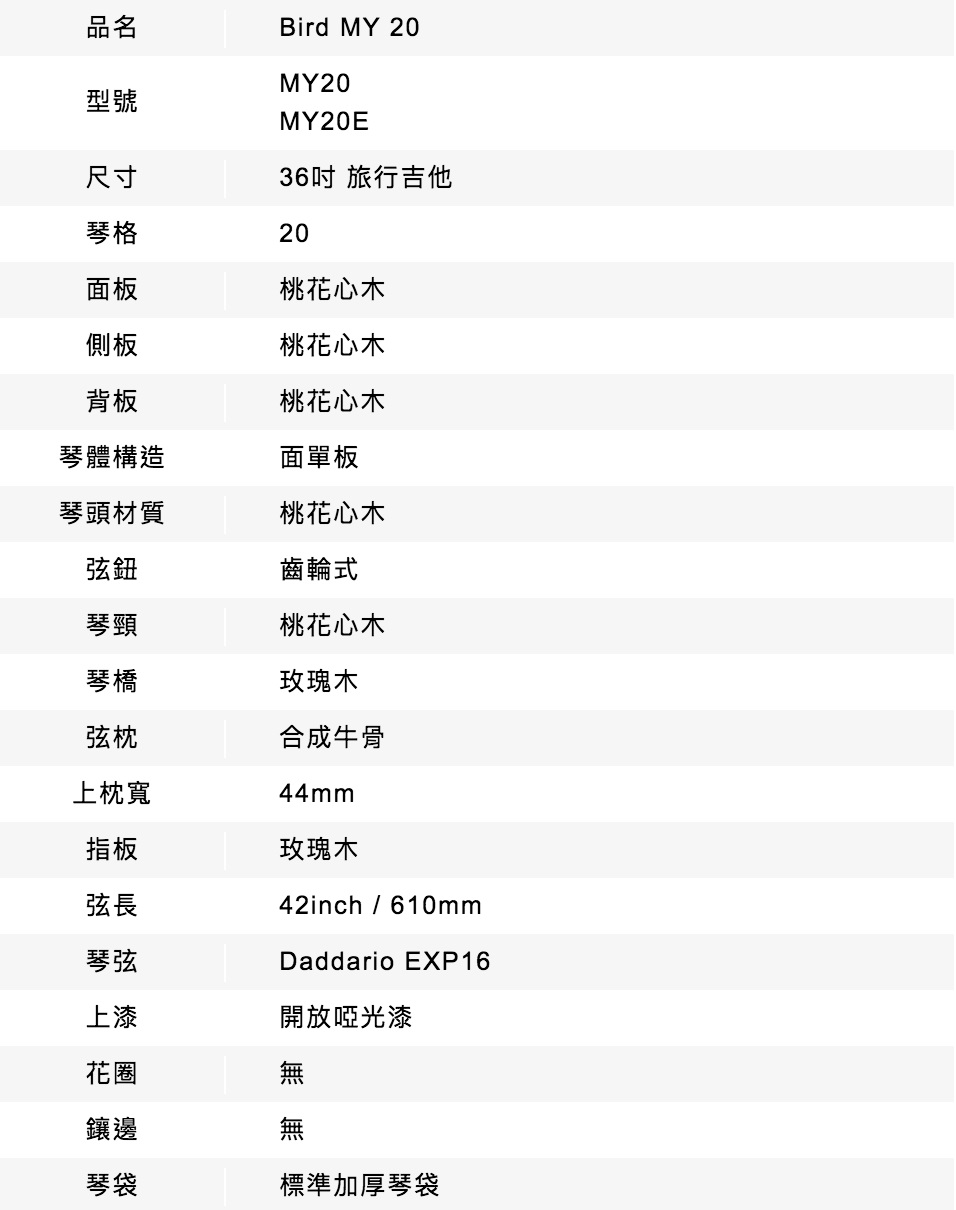 品名 Bird MY 20
型號 MY20
MY20E
尺寸 36吋 旅行吉他
琴格 20
面板 桃花心木
側板 桃花心木
背板 桃花心木
琴體構造 面單板
琴頭材質 桃花心木
弦鈕 齒輪式
琴頸 桃花心木
琴橋 玫瑰木
弦枕 合成牛骨
上枕寬 44mm
指板 玫瑰木
弦長 42inch / 610mm
琴弦 Daddario EXP16
上漆 開放啞光漆
花圈 無
鑲邊 無
琴袋 標準加厚琴袋